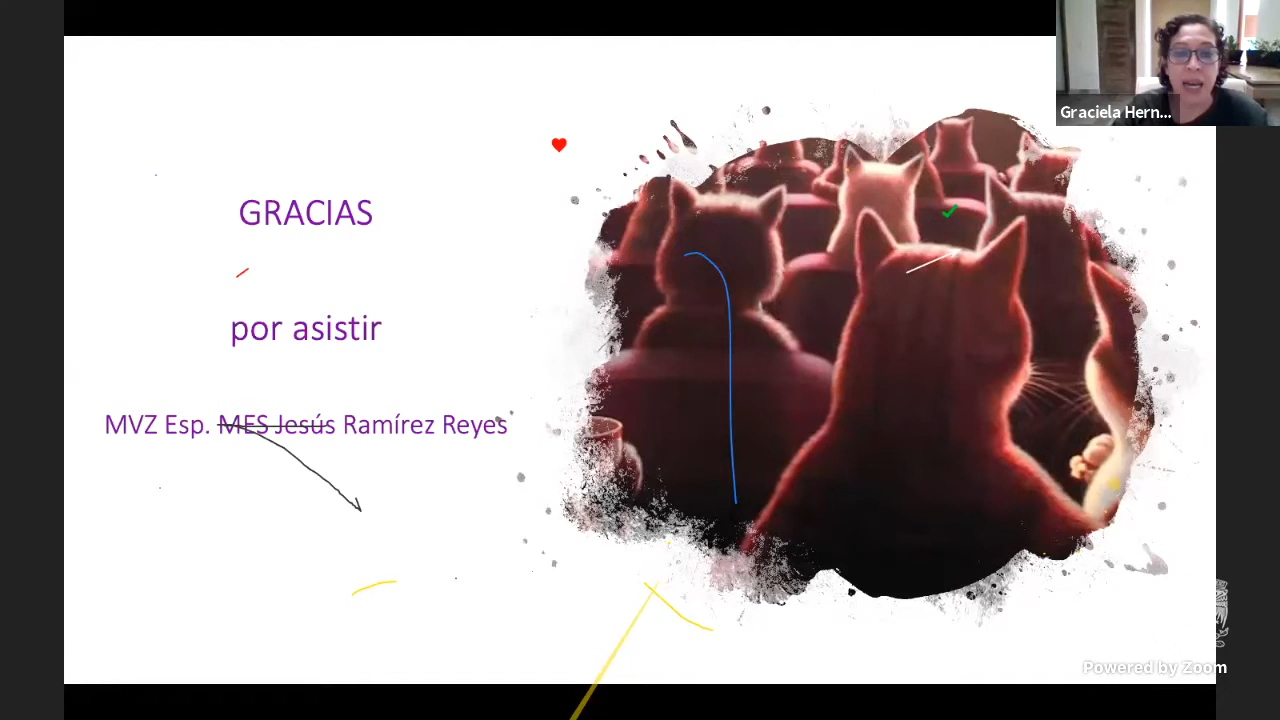 Graciela Hern...
GRACIAS
por asistir
MVZ Esp. MES Jesús Ramírez Reyes
Powered by Zoom